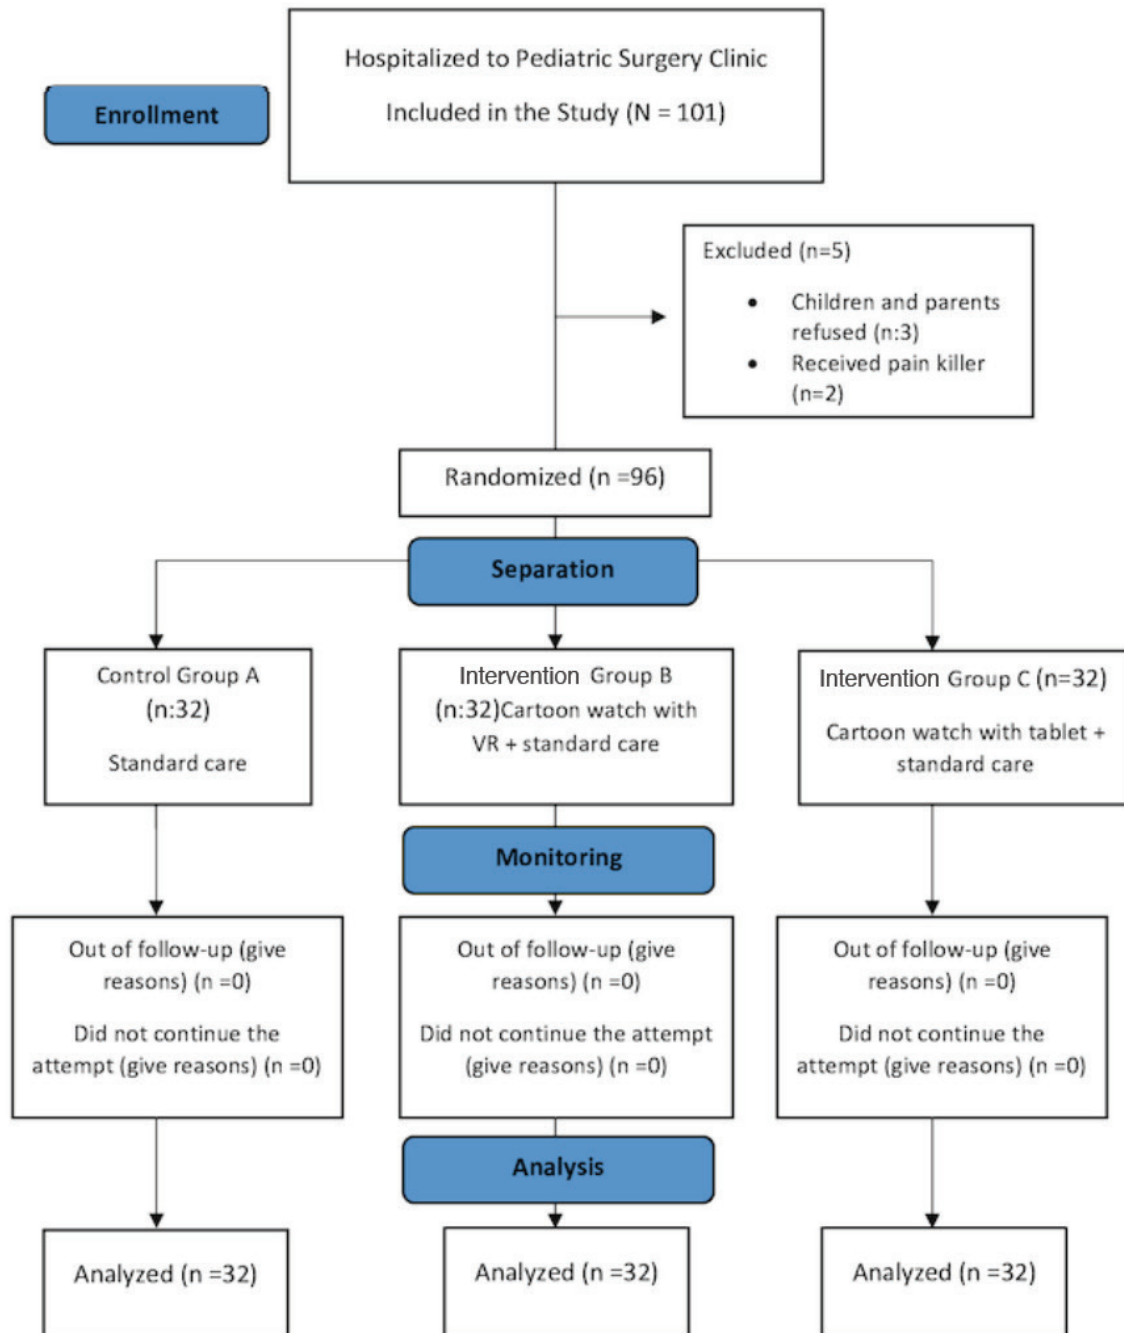 Hospitalized to Pediatric Surgery Clinic
Included in the Study (N = 101)
Enrollment
Excluded (n=5)
• Children and parents
refused (n:3)
• Received pain killer
(n=2)
Randomized (n =96)
Separation
Control Group A
(n:32)
Standard care
Intervention Group B
(n:32)Cartoon watch with
VR + standard care
Intervention Group C (n=32)
Cartoon watch with tablet +
standard care
Monitoring
Out of follow-up (give
reasons) (n =0)
Did not continue the
attempt (give reasons) (n =0)
Out of follow-up (give
reasons) (n =0)
Did not continue the attempt
(give reasons) (n =0)
Out of follow-up (give
reasons) (n =0)
Did not continue the
attempt (give reasons) (n =0)
Analysis
Analyzed (n =32)
Analyzed (n =32)
Analyzed (n =32)